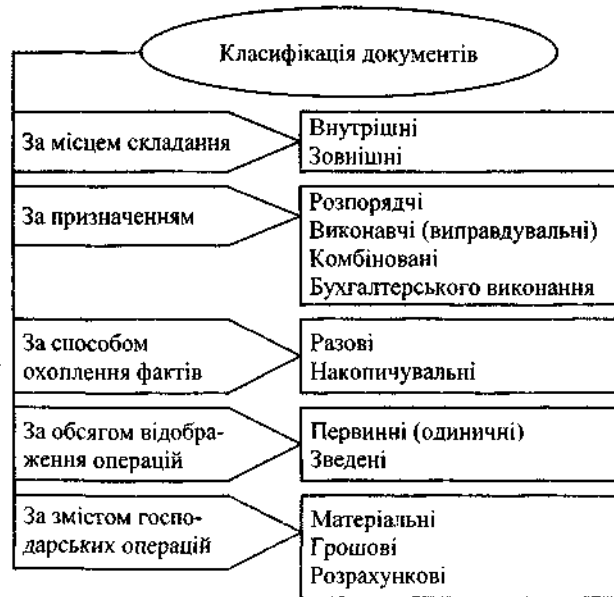 Класифікація документів
За місцем складання
Внутрішні
Зовнішні
За призначенням
Розпорядчі
Виконавчі (виправдувальні)
Комбіновані
Бухгалтерського виконання
За способом
охоплення фактів
Разові
Накопичувальні
За обсягом відобра-
ження операцій
Первинні (одиничні)
Зведені
За змістом госпо-
дарських операцій
Матеріальні
Грошові
Розрахункові